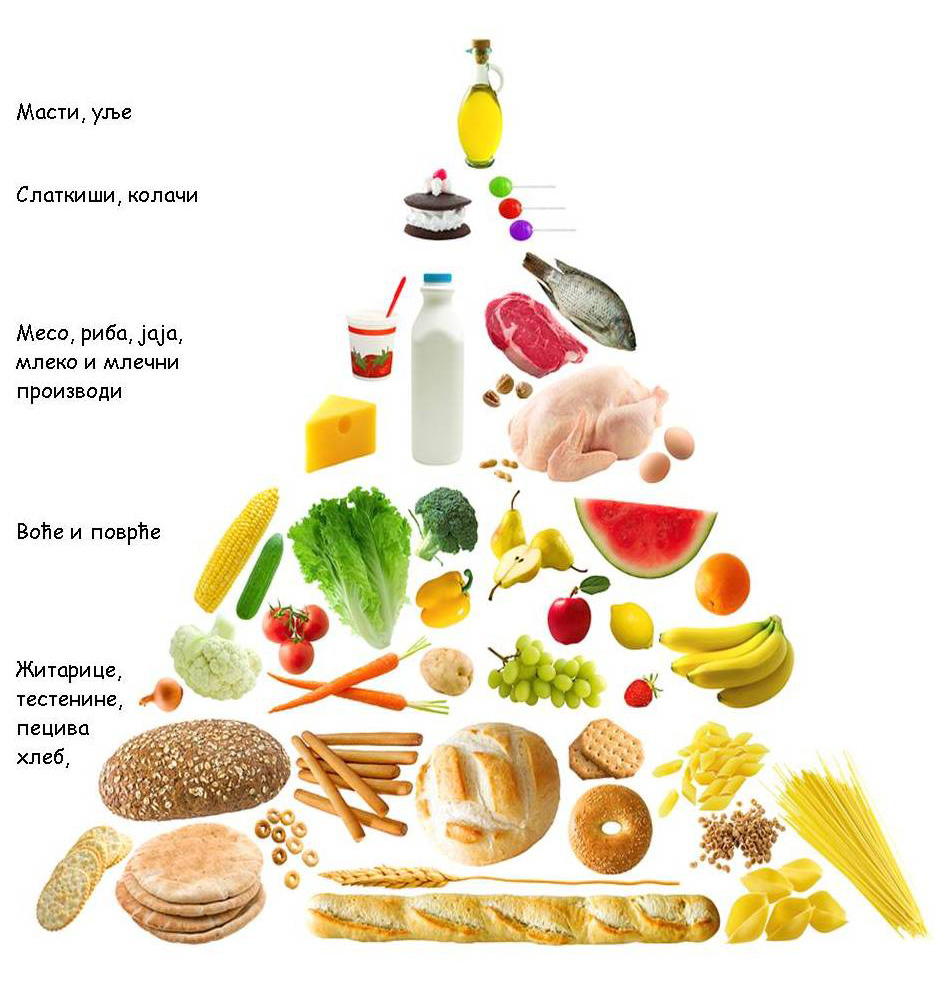 Масти, уље
Слаткиши, колачи
Месо, риба, јаја,
млеко и млечни
производи
Воће и поврће
Житарице,
тестенине,
пецива
хлеб,